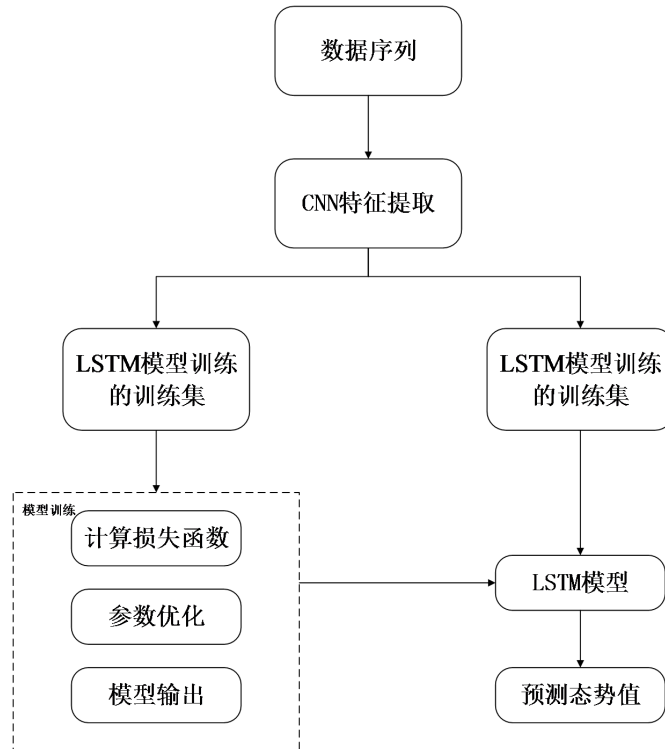 数据序列
CNN特征提取
LSTM模型训练
的训练集
LSTM模型训练
的训练集
模型训练
计算损失函数
参数优化
模型输出
LSTM模型
预测态势值